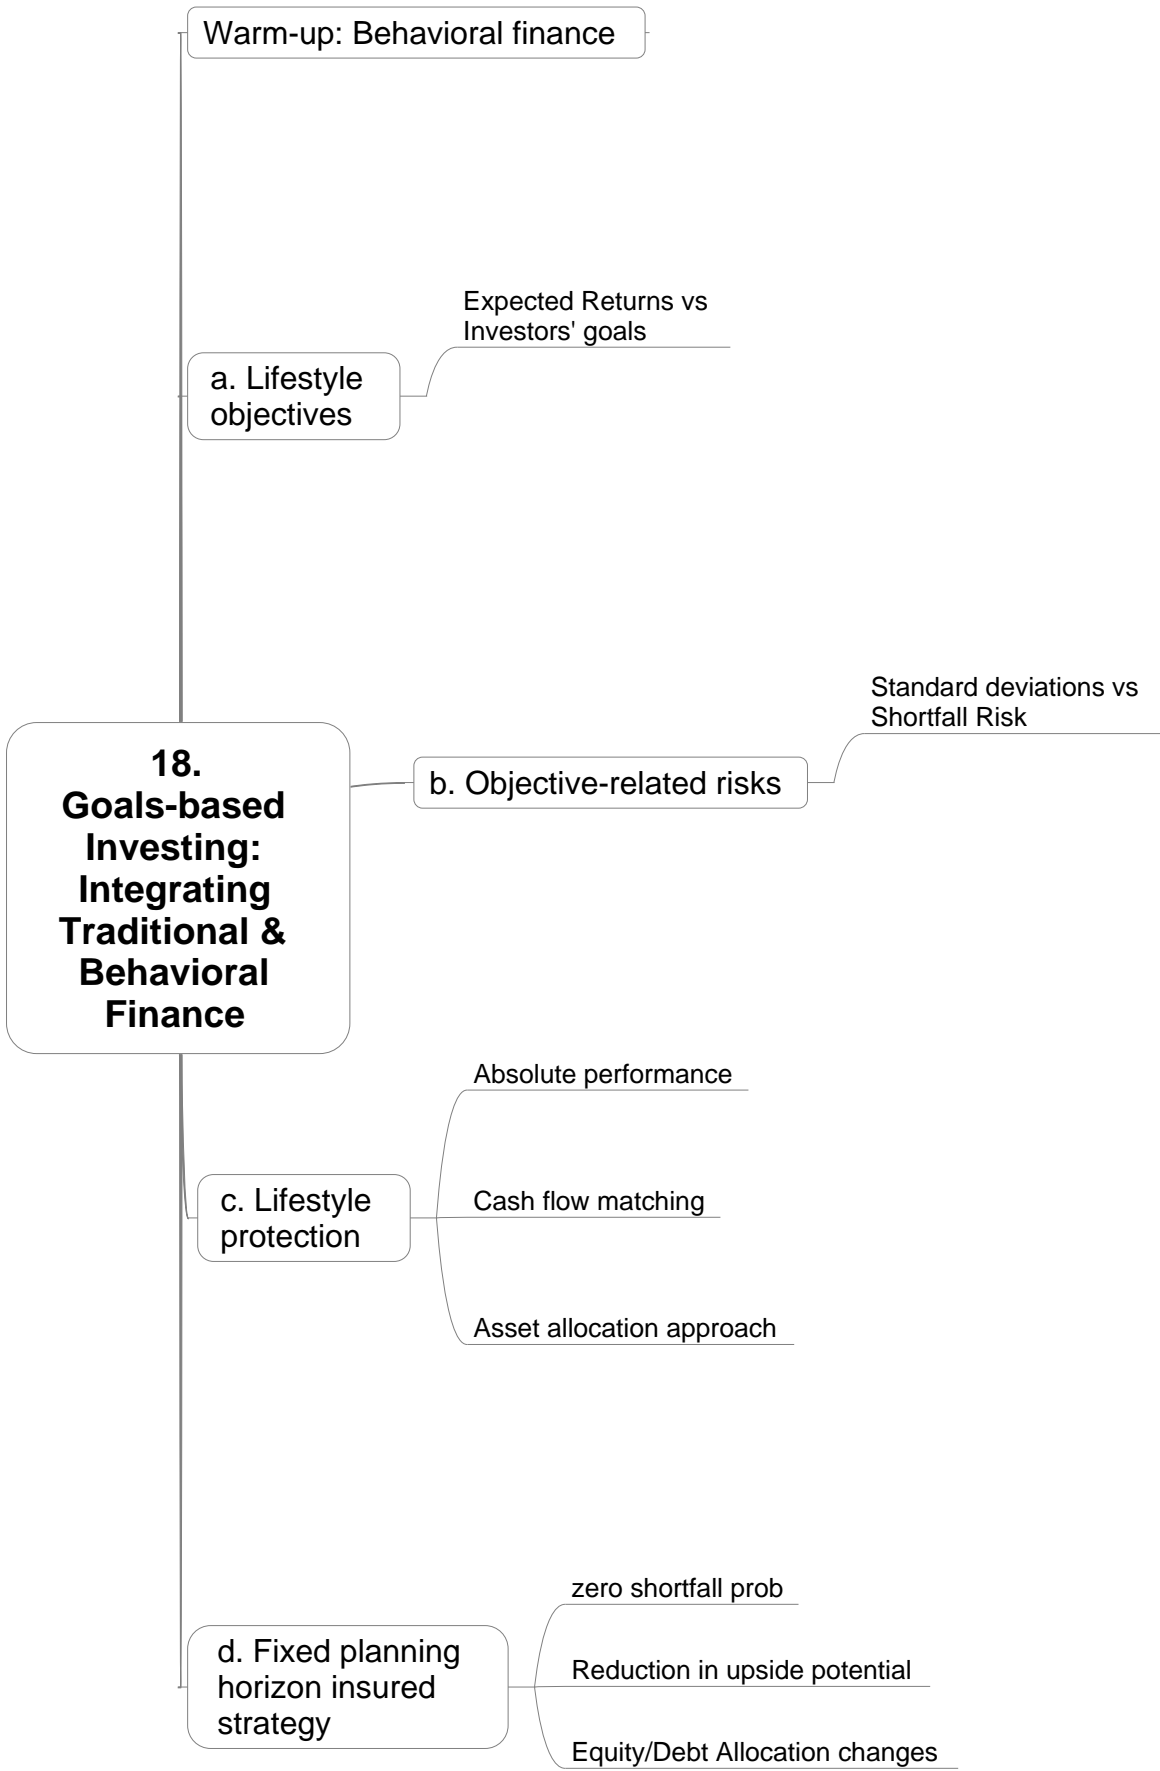 Warm-up: Behavioral finance
Expected Returns vs
Investors' goals
a. Lifestyle
objectives
Standard deviations vs
Shortfall Risk
b. Objective-related risks
18.
Goals-based
Investing:
Integrating
Traditional &
Behavioral
Finance
Absolute performance
c. Lifestyle
protection
Cash flow matching
Asset allocation approach
zero shortfall prob
d. Fixed planning
horizon insured
strategy
Reduction in upside potential
Equity/Debt Allocation changes